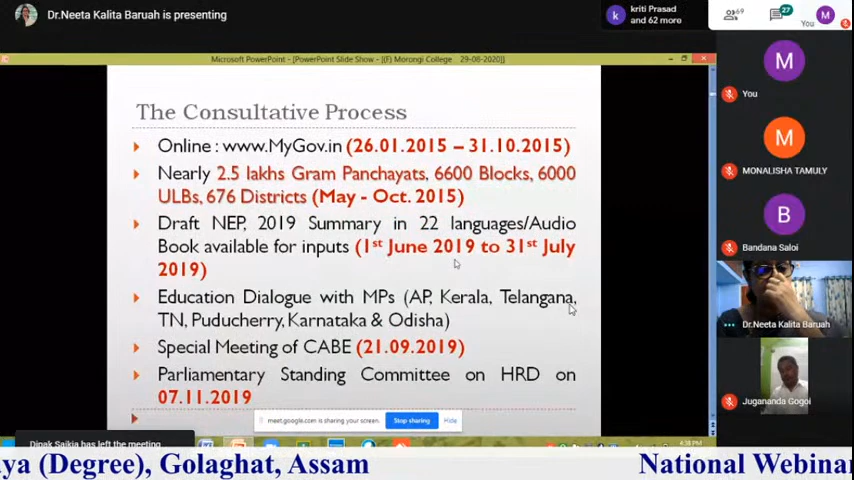 Dr.Neeta Kalita Baruah is presenting
kriti Prasad
and 62 more
69
27
You
M
Microsoft PowerPoint - [PowerPoint Slide Show - [(F) Morongi College 29-08-2020]]
The Consultative Process
Online : www.MyGov.in (26.01.2015 – 31.10.2015)
Nearly 2.5 lakhs Gram Panchayats, 6600 Blocks, 6000
ULBs, 676 Districts (May - Oct. 2015)
Draft NEP, 2019 Summary in 22 languages/Audio
Book available for inputs (1st June 2019 to 31st July
2019)
Education Dialogue with MPs (AP, Kerala, Telangana,
TN, Puducherry, Karnataka & Odisha)
Special Meeting of CABE (21.09.2019)
Parliamentary Standing Committee on HRD on
07.11.2019
meet.google.com is sharing your screen.
Stop sharing
Hide
M
You
M
MONALISHA TAMULY
B
Bandana Saloi
Dr.Neeta Kalita Baruah
Jugananda Gogoi
Dipak Saikia has left the meeting
4:38 PM
ya (Degree), Golaghat, Assam
National Webinar